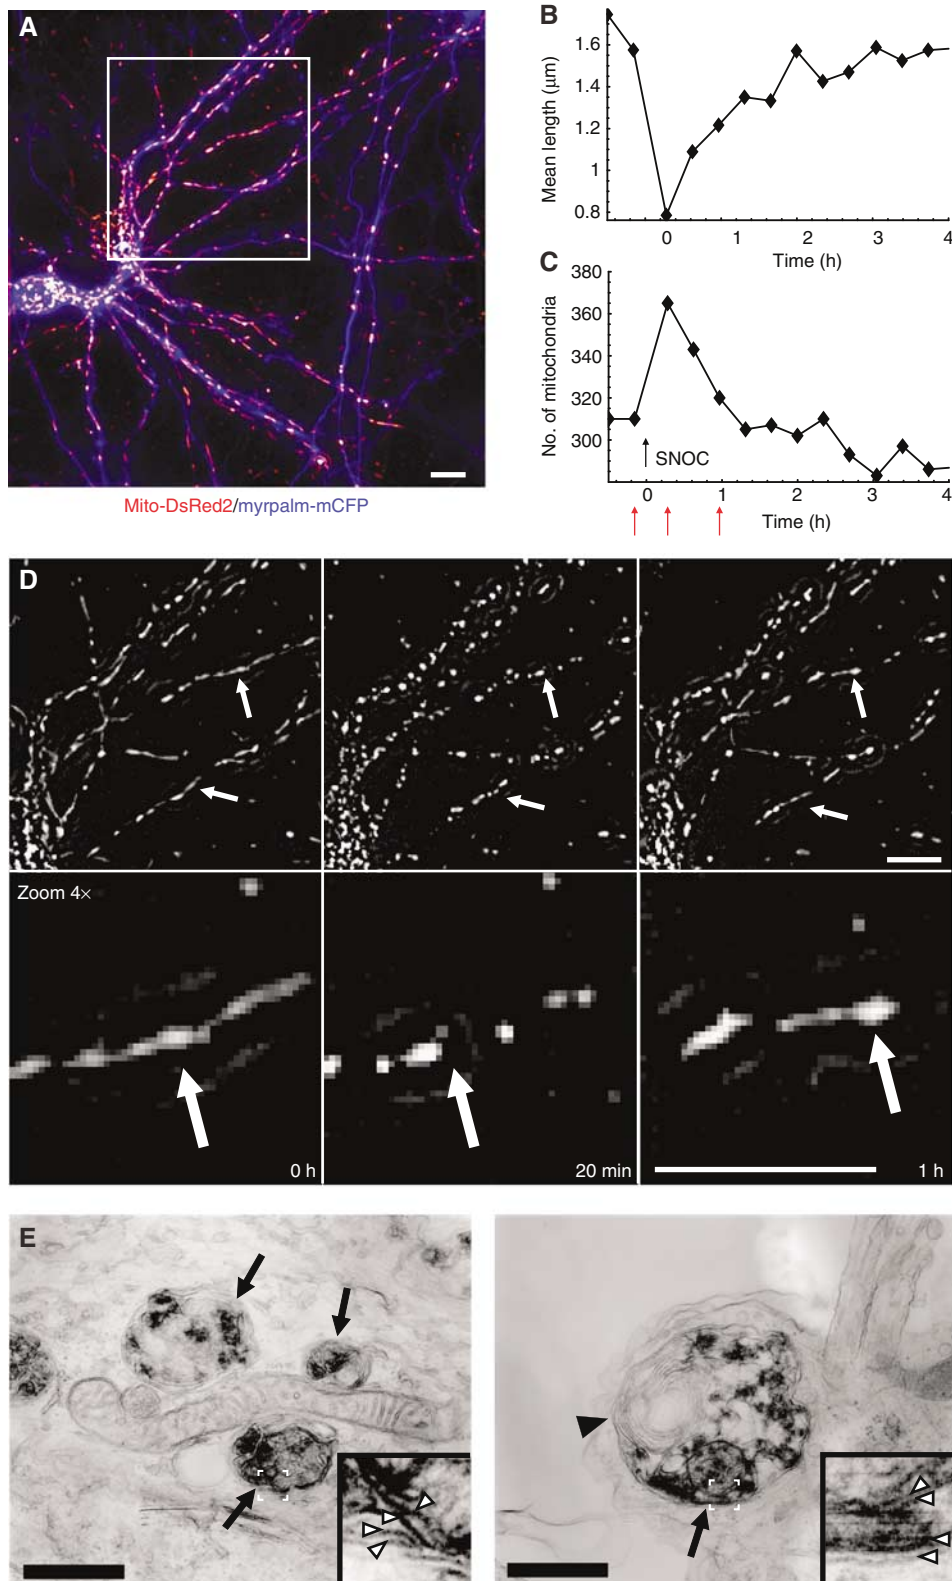 A
Mito-DsRed2/myrpalm-mCFP
B
Mean length (μm)
1.6
1.4
1.2
1
0.8
0 1 2 3 4
Time (h)
C
No. of mitochondria
380
360
340
320
300
SNOC
0 1 2 3 4
Time (h)
D
Zoom 4×
0 h
20 min
1 h
E